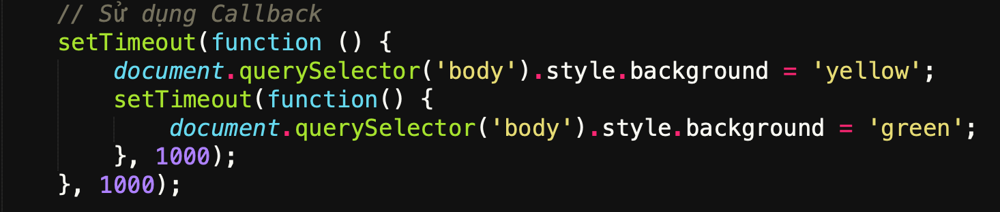 // Sử dụng Callback
setTimeout(function () {
document.querySelector('body').style.background = 'yellow';
setTimeout(function() {
document.querySelector('body').style.background = 'green';
}, 1000);
}, 1000);